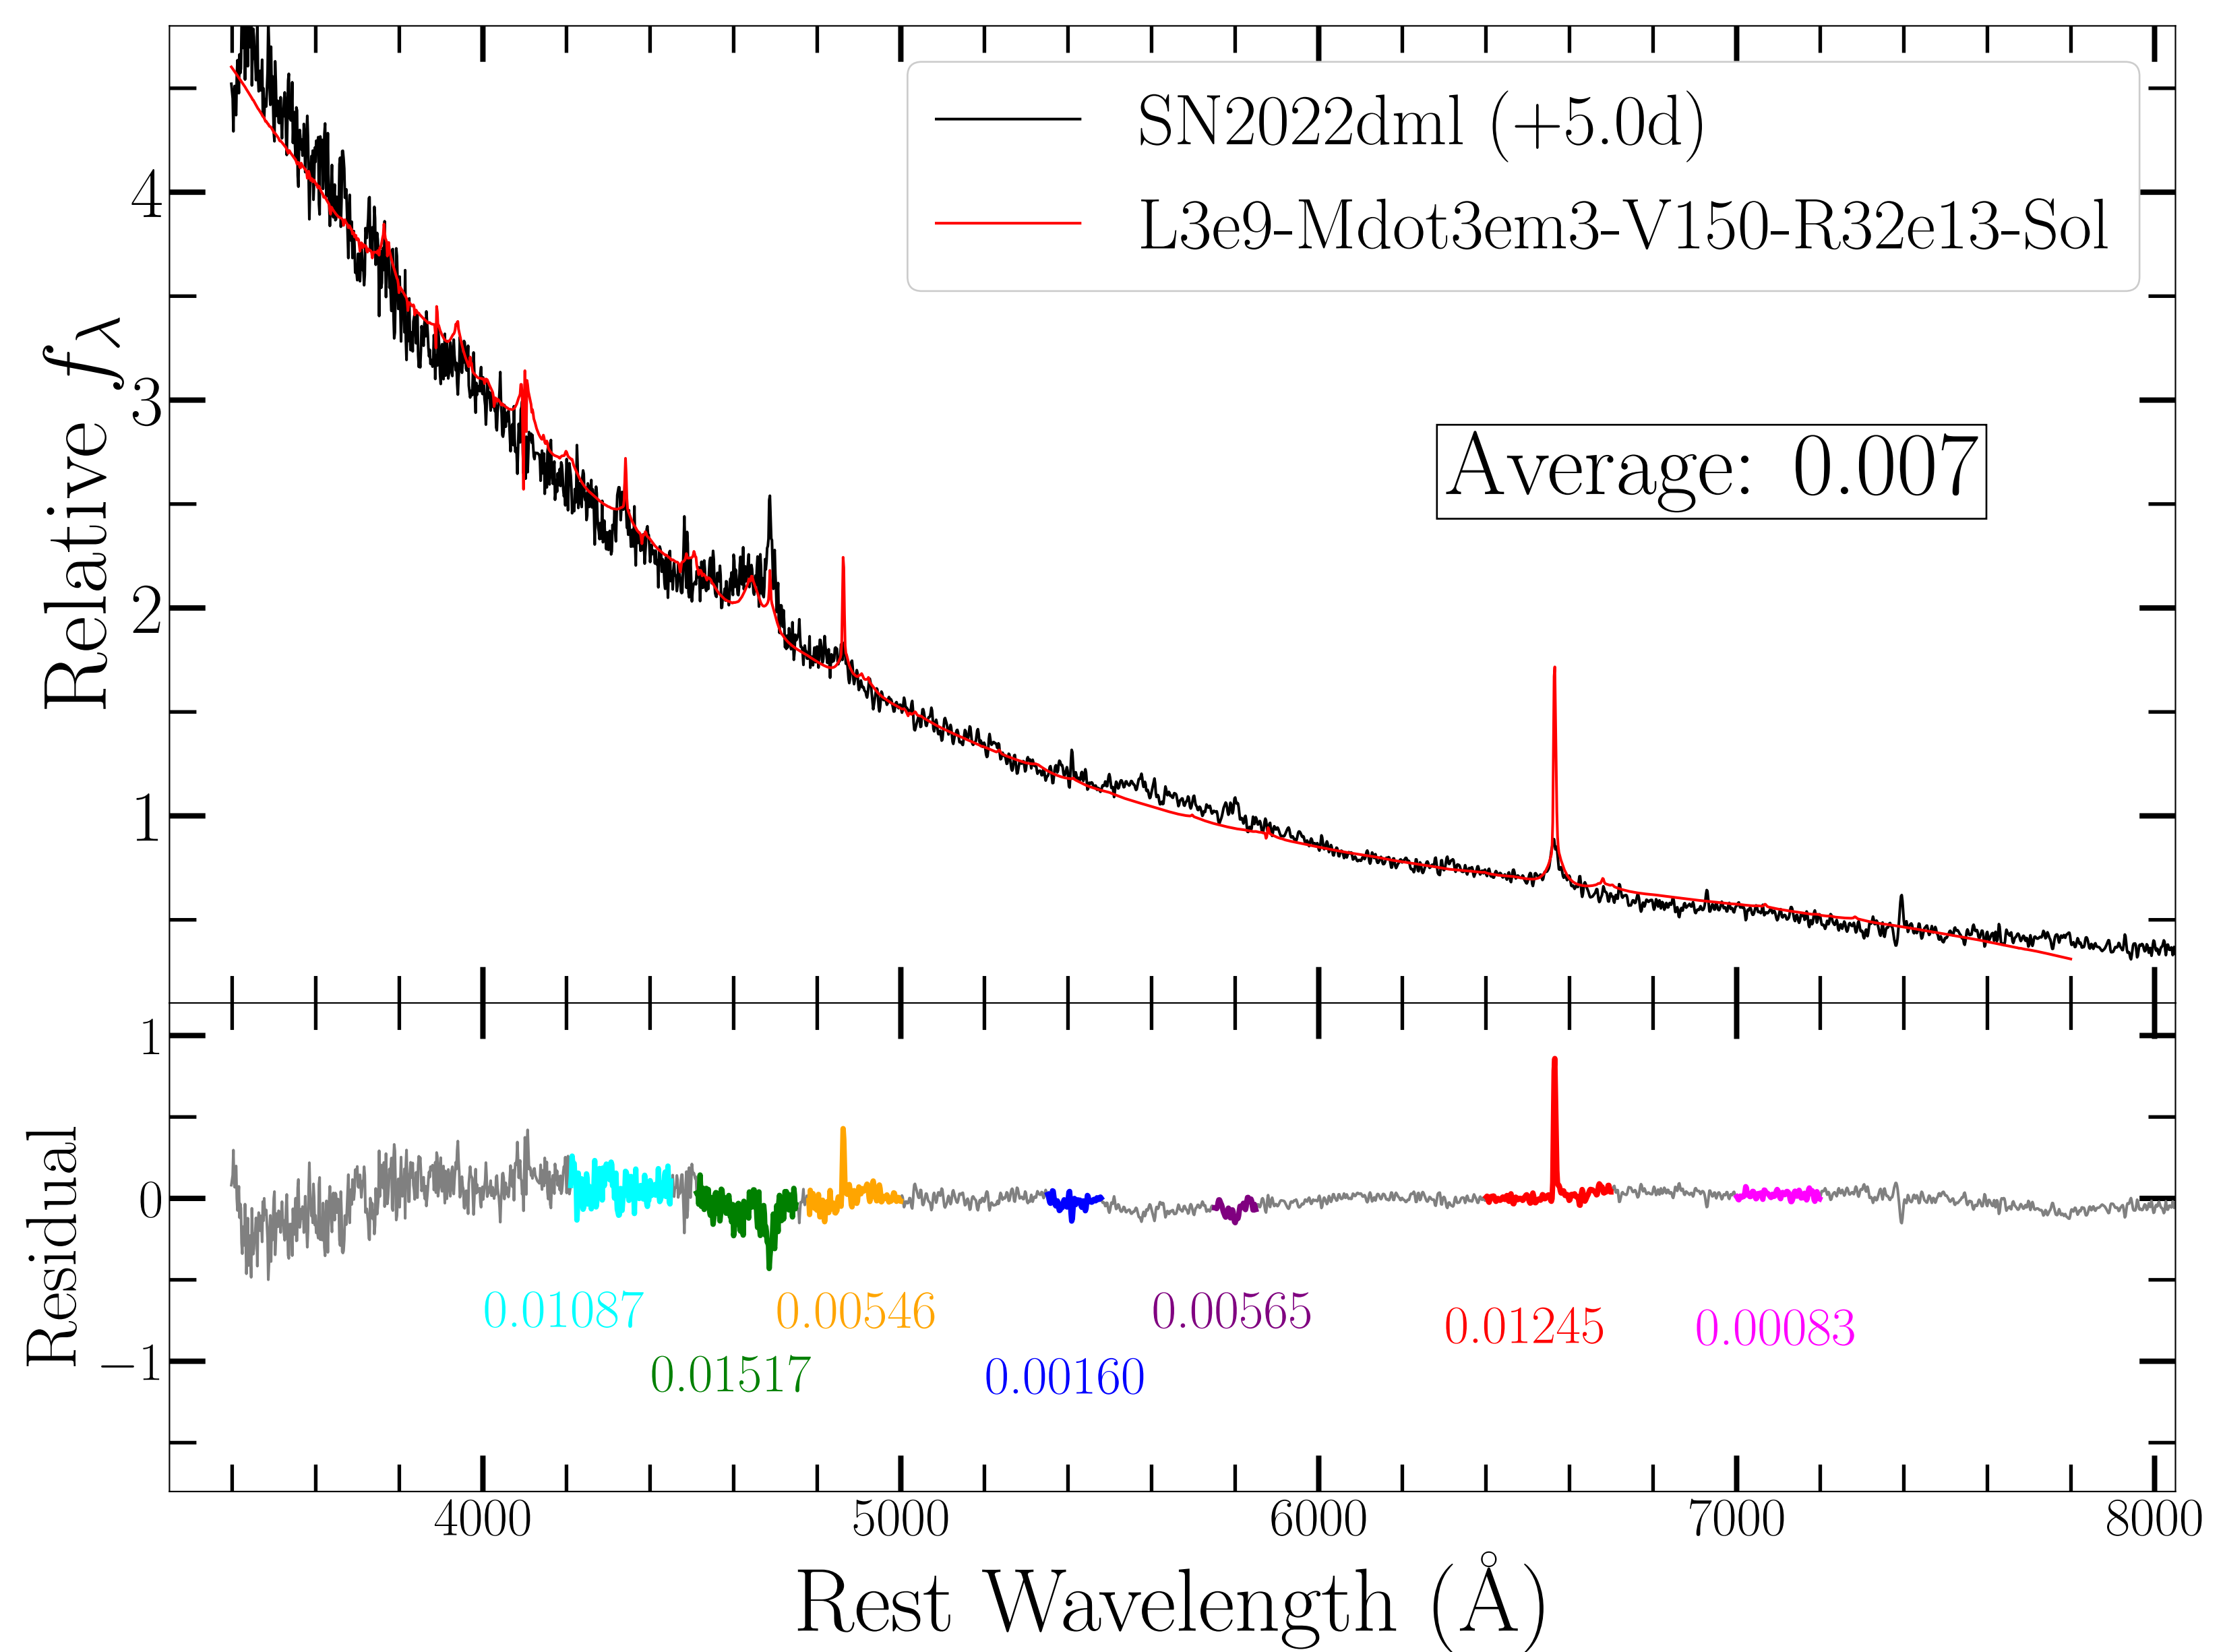 SN2022dml (+5.0d)
L3e9-Mdot3em3-V150-R32e13-Sol
Average: 0.007
Relative fλ
4
3
2
1
Residual
1
0
−1
0.01087
0.00546
0.00565
0.01245
0.00083
0.01517
0.00160
4000 5000 6000 7000 8000
Rest Wavelength (Å)